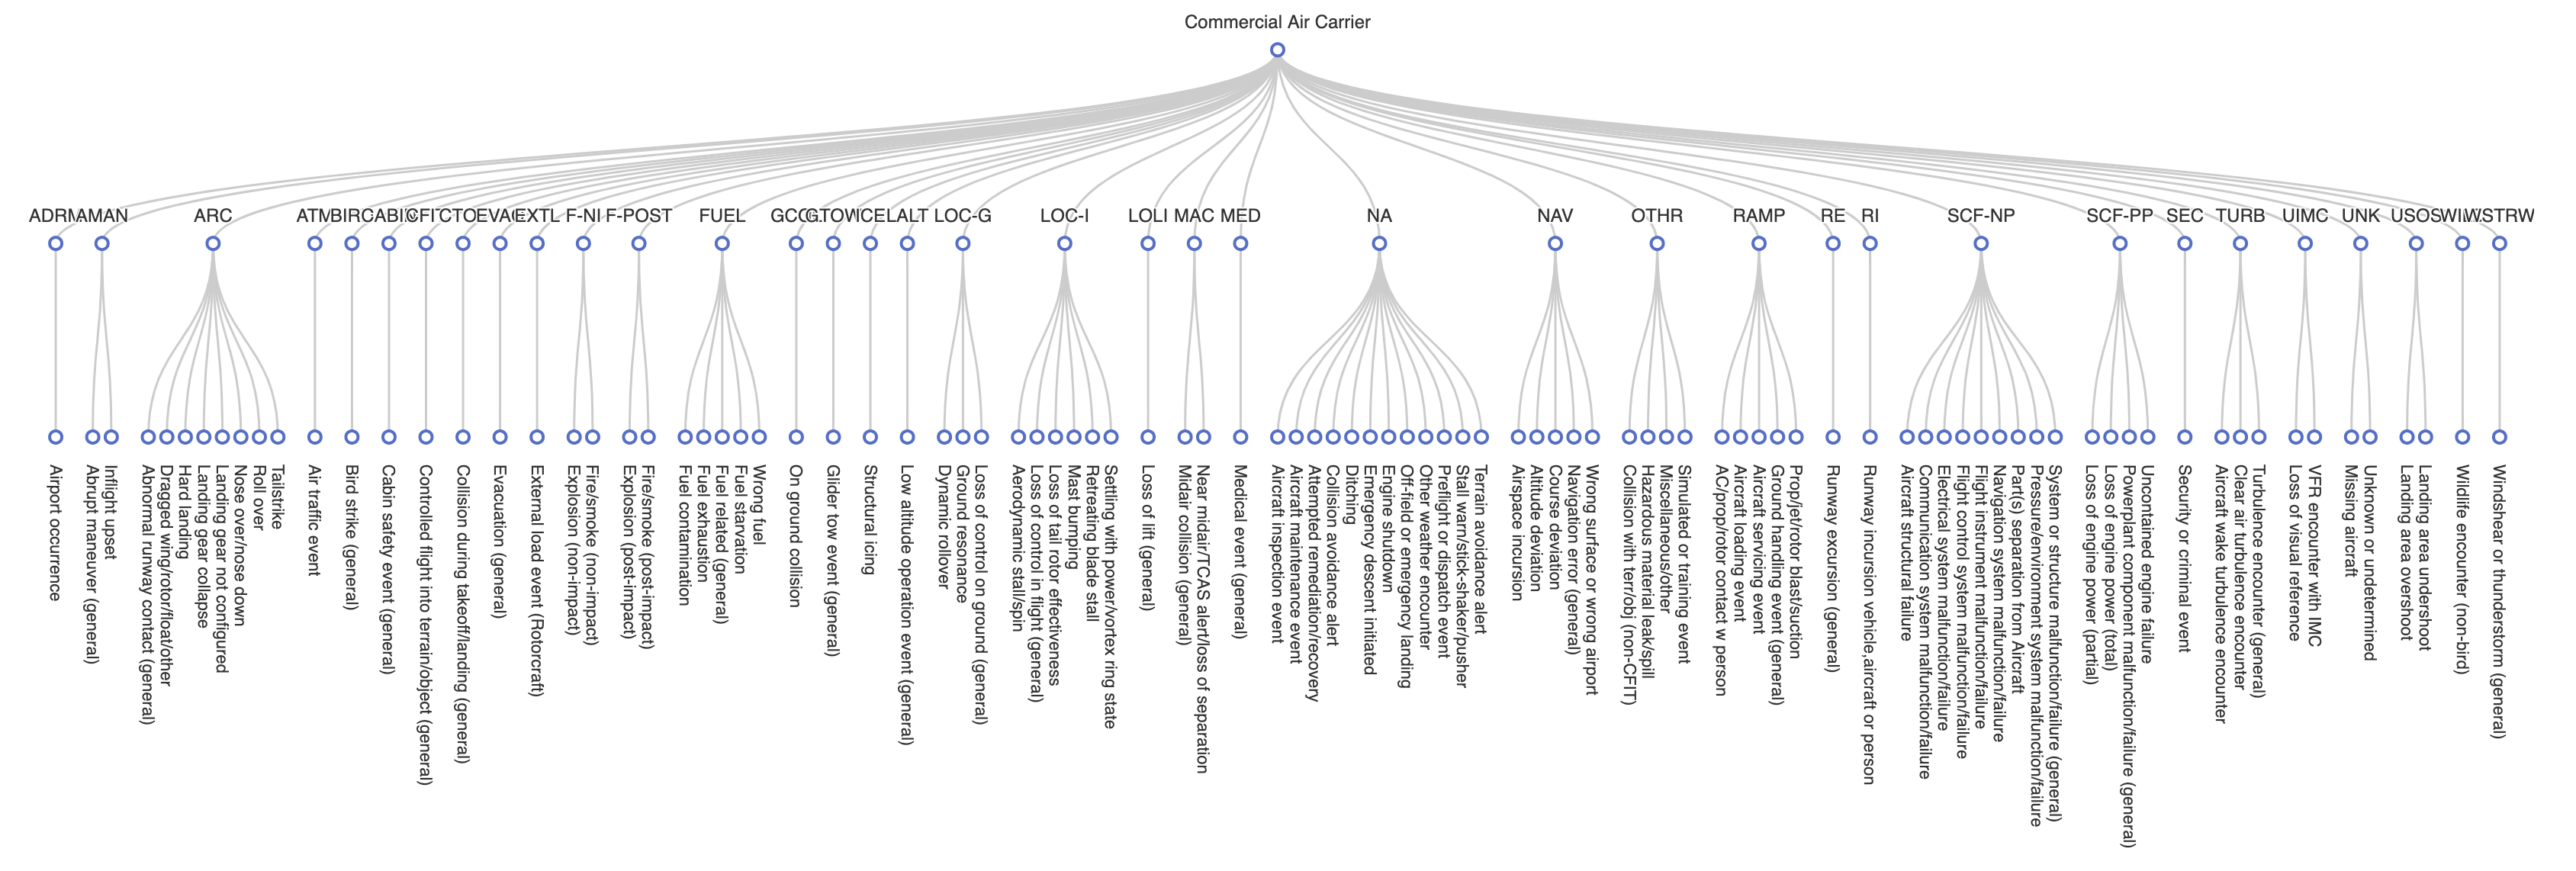 Commercial Air Carrier
ADRM
AMAN
ARC
ATM
BIRD
CABIN
CFIT
CTOL
EVAC
EXTL
F-NI
F-POST
FUEL
GCOL
GTOW
ICE
LALT
LOC-G
LOC-I
LOLI
MAC
MED
NA
NAV
OTHR
RAMP
RE
RI
SCF-NP
SCF-PP
SEC
TURB
UIMC
UNK
USOS
WILD
WSTRW
Airport occurrence
Abrupt maneuver (general)
Inflight upset
Abnormal runway contact (general)
Dragged wing/rotor/float/other
Hard landing
Landing gear collapse
Landing gear not configured
Nose over/nose down
Roll over
Tailstrike
Air traffic event
Bird strike (general)
Cabin safety event (general)
Controlled flight into terrain/object (general)
Collision during takeoff/landing (general)
Evacuation (general)
External load event (Rotorcraft)
Explosion (non-impact)
Fire/smoke (non-impact)
Explosion (post-impact)
Fire/smoke (post-impact)
Fuel contamination
Fuel exhaustion
Fuel related (general)
Fuel starvation
Wrong fuel
On ground collision
Glider tow event (general)
Structural icing
Low altitude operation event (general)
Dynamic rollover
Ground resonance
Loss of control on ground (general)
Aerodynamic stall/spin
Loss of control in flight (general)
Loss of tail rotor effectiveness
Mast bumping
Retreating blade stall
Settling with power/vortex ring state
Loss of lift (general)
Midair collision (general)
Near midair/TCAS alert/loss of separation
Medical event (general)
Aircraft inspection event
Aircraft maintenance event
Attempted remediation/recovery
Collision avoidance alert
Ditching
Emergency descent initiated
Engine shutdown
Off-field or emergency landing
Other weather encounter
Preflight or dispatch event
Stall warn/stick-shaker/pusher
Terrain avoidance alert
Airspace incursion
Altitude deviation
Course deviation
Navigation error (general)
Wrong surface or wrong airport
Collision with terr/obj (non-CFIT)
Hazardous material leak/spill
Miscellaneous/other
Simulated or training event
AC/prop/rotor contact w person
Aircraft loading event
Aircraft servicing event
Ground handling event (general)
Prop/jet/rotor blast/suction
Runway excursion (general)
Runway incursion vehicle,aircraft or person
Aircraft structural failure
Communication system malfunction/failure
Electrical system malfunction/failure
Flight control system malfunction/failure
Flight instrument malfunction/failure
Navigation system malfunction/failure
Part(s) separation from Aircraft
Pressure/environment system malfunction/failure
System or structure malfunction/failure (general)
Loss of engine power (partial)
Loss of engine power (total)
Powerplant component malfunction/failure (general)
Uncontained engine failure
Security or criminal event
Aircraft wake turbulence encounter
Clear air turbulence encounter
Turbulence encounter (general)
Loss of visual reference
VFR encounter with IMC
Missing aircraft
Unknown or undetermined
Landing area overshoot
Landing area undershoot
Wildlife encounter (non-bird)
Windshear or thunderstorm (general)